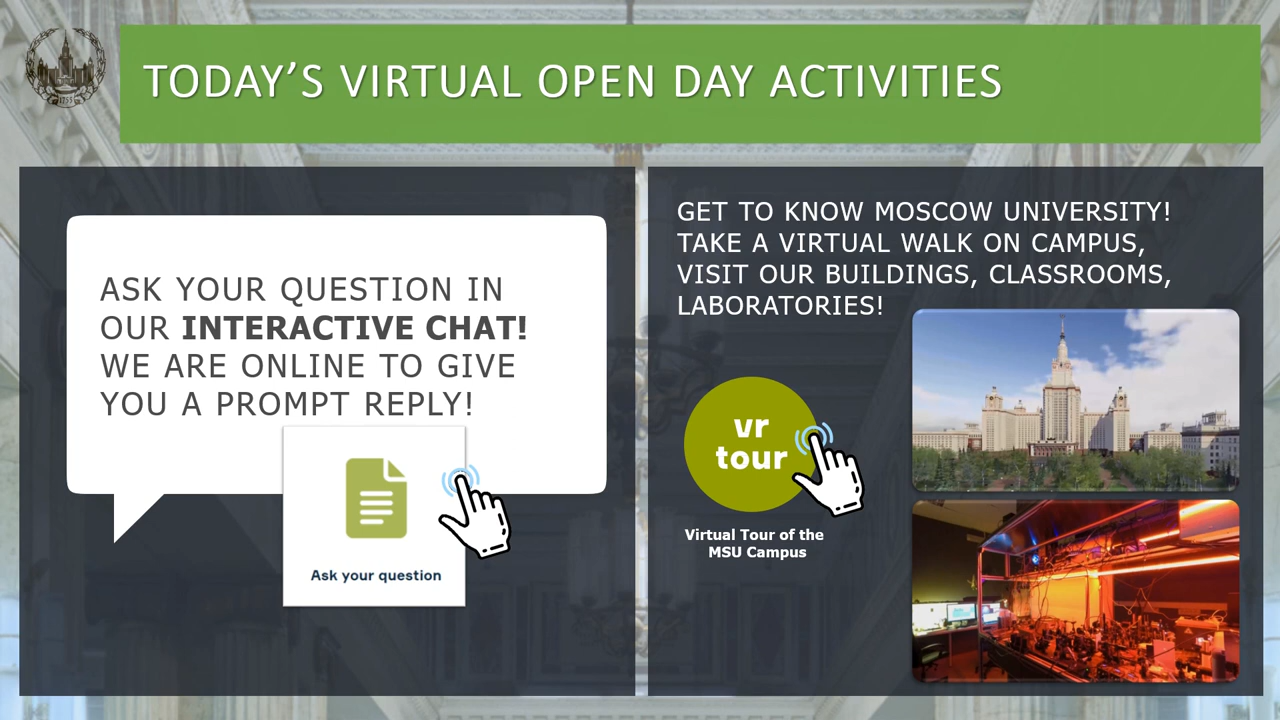 TODAY’S VIRTUAL OPEN DAY ACTIVITIES
ASK YOUR QUESTION IN
OUR INTERACTIVE CHAT!
WE ARE ONLINE TO GIVE
YOU A PROMPT REPLY!
Ask your question
GET TO KNOW MOSCOW UNIVERSITY!
TAKE A VIRTUAL WALK ON CAMPUS,
VISIT OUR BUILDINGS, CLASSROOMS,
LABORATORIES!
vr
tour
Virtual Tour of the
MSU Campus
1755